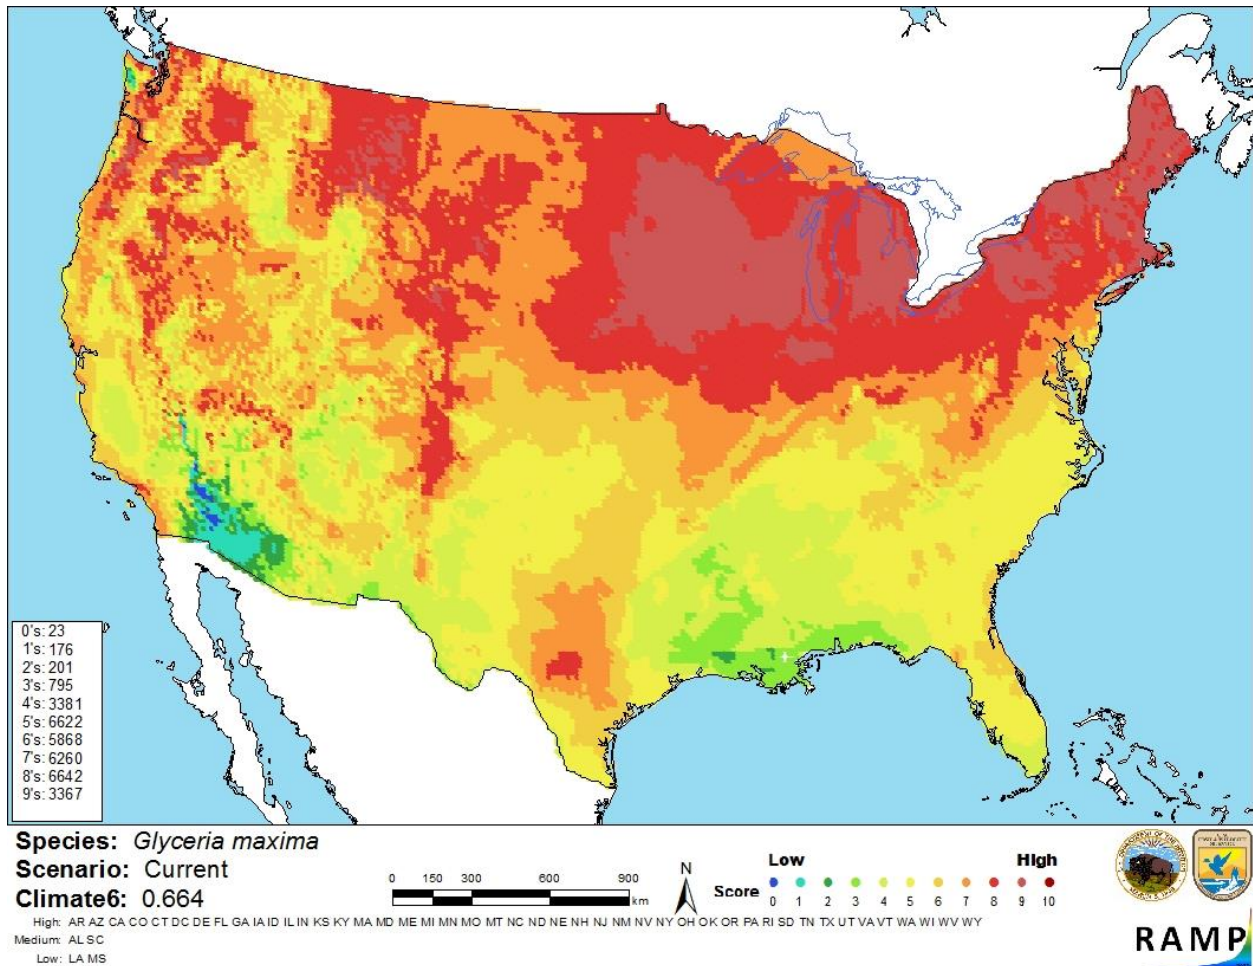 0's: 23
1's: 176
2's: 201
3's: 795
4's: 3381
5's: 6622
6's: 5868
7's: 6260
8's: 6642
9's: 3367
Species: Glyceria maxima
Scenario: Current
Climate6: 0.664
0 150 300 600 900
km
N
Low High
Score 0 1 2 3 4 5 6 7 8 9 10
High: AR AZ CA CO CT DC DE FL GA IA ID IL IN KS KY MA MD ME MI MN MO MT NC ND NE NH NJ NM NV NY OH OK OR PA RI SD TN TX UT VA VT WA WI WV WY
Medium: AL SC
Low: LA MS
RAMP